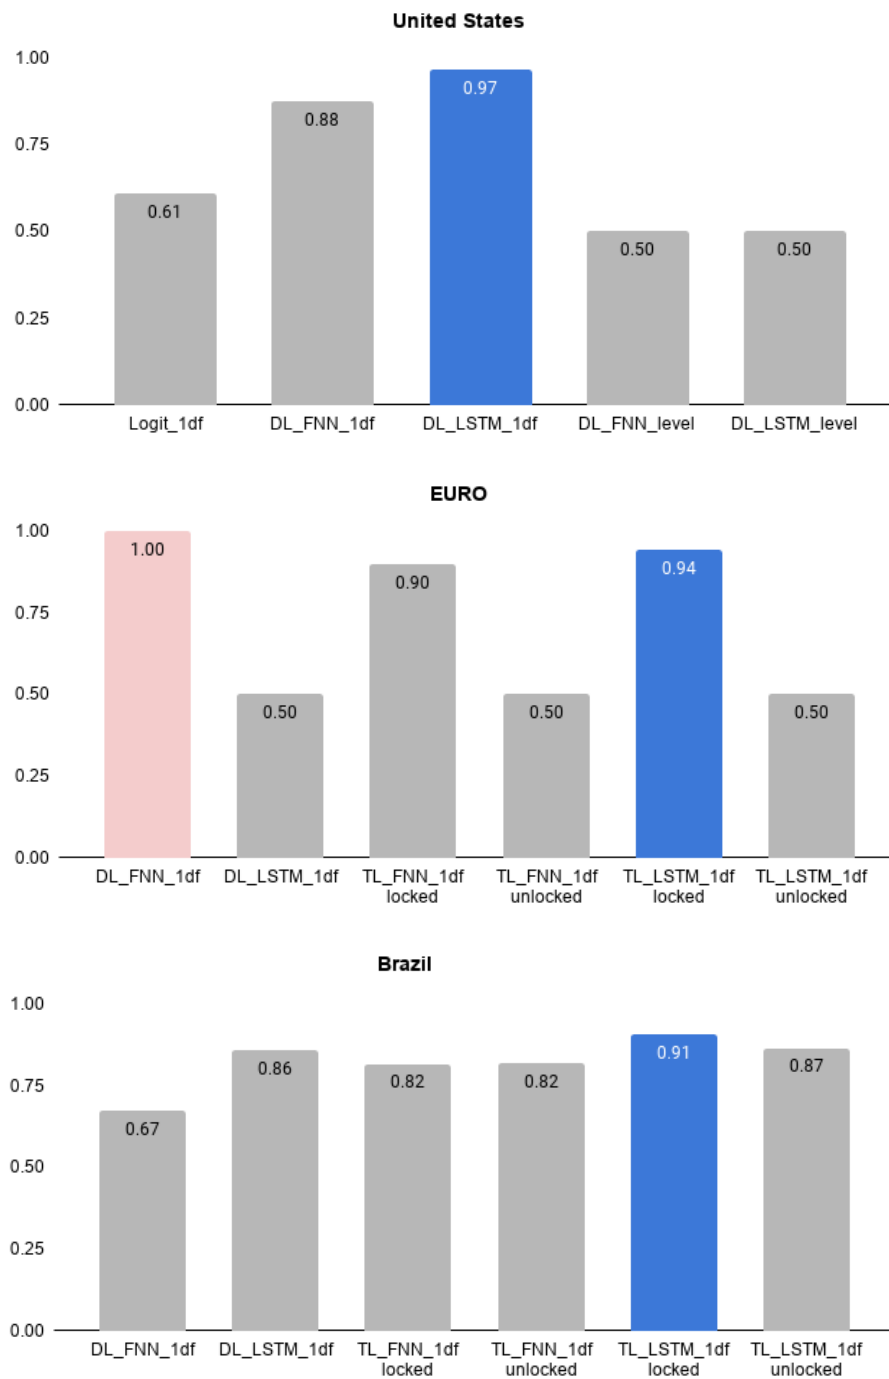 United States
1.00
0.75
0.50
0.25
0.00
0.61
0.88
0.97
0.50
0.50
Logit_1df
DL_FNN_1df
DL_LSTM_1df
DL_FNN_level
DL_LSTM_level
EURO
1.00
0.75
0.50
0.25
0.00
1.00
0.50
0.90
0.50
0.94
0.50
DL_FNN_1df
DL_LSTM_1df
TL_FNN_1df
locked
TL_FNN_1df
unlocked
TL_LSTM_1df
locked
TL_LSTM_1df
unlocked
Brazil
1.00
0.75
0.50
0.25
0.00
0.67
0.86
0.82
0.82
0.91
0.87
DL_FNN_1df
DL_LSTM_1df
TL_FNN_1df
locked
TL_FNN_1df
unlocked
TL_LSTM_1df
locked
TL_LSTM_1df
unlocked